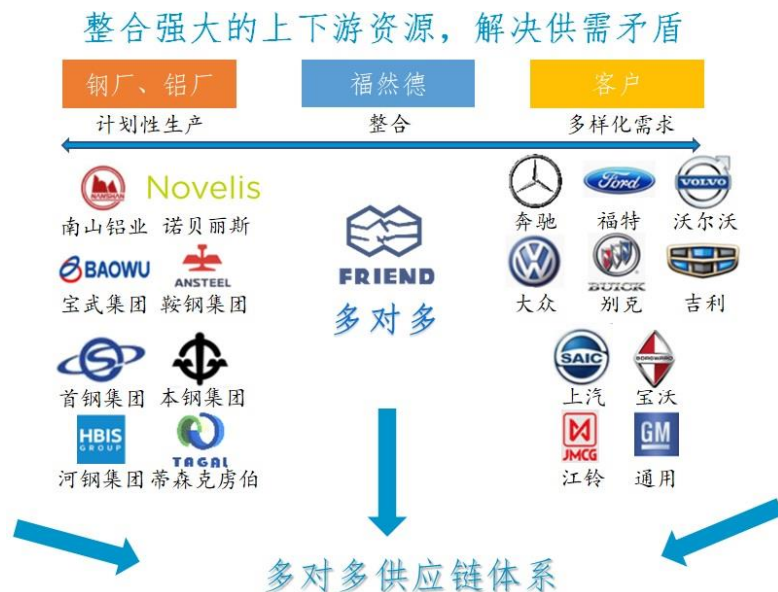 整合强大的上下游资源，解决供需矛盾
钢厂、铝厂 福然德 客户
计划性生产 整合 多样化需求
NANSHAN Novelis Ford VOLVO
南山铝业 诺贝丽斯 奔驰 福特 沃尔沃
BAOWU ANSTEEL FRIEND BUICK
宝武集团 鞍钢集团 多对多 大众 别克 吉利
SAIC BORGWARD
首钢集团 本钢集团 上汽 宝沃
HBIS GROUP TAGAL JMCG GM
河钢集团 蒂森克虏伯 江铃 通用
多对多供应链体系